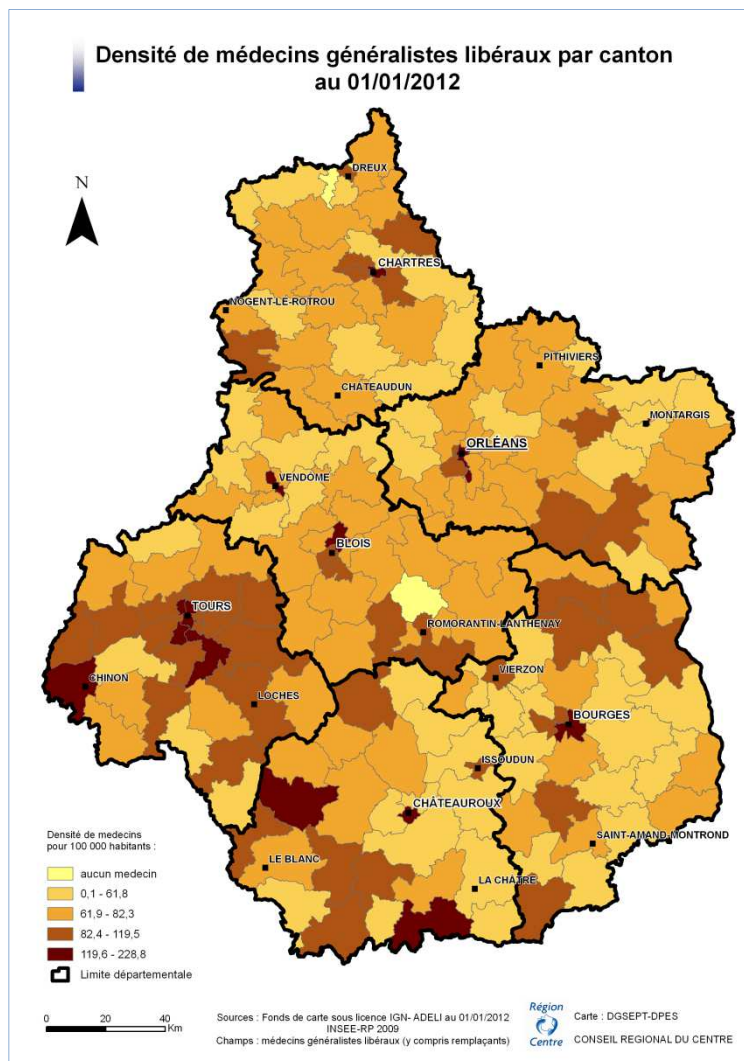 Densité de médecins généralistes libéraux par canton
au 01/01/2012
N
DREUX
CHARTRES
NOGENT-LE-ROTROU
PITHIVIERS
CHÂTEAUDUN
MONTARGIS
ORLÉANS
VENDÔME
BLOIS
TOURS
ROMORANTIN-LANTHENAY
VIERZON
CHINON
LOCHES
BOURGES
ISSOUDUN
CHÂTEAUROUX
SAINT-AMAND-MONTROND
LE BLANC
LA CHÂTRE
Densité de medecins
pour 100 000 habitants :
aucun medecin
0,1 - 61,8
61,9 - 82,3
82,4 - 119,5
119,6 - 228,8
Limite départementale
0 20 40
Km
Sources : Fonds de carte sous licence IGN- ADELI au 01/01/2012
INSEE-RP 2009
Champs : médecins généralistes libéraux (y compris remplaçants)
Région
Centre
Carte : DGSEPT-DPES
CONSEIL REGIONAL DU CENTRE